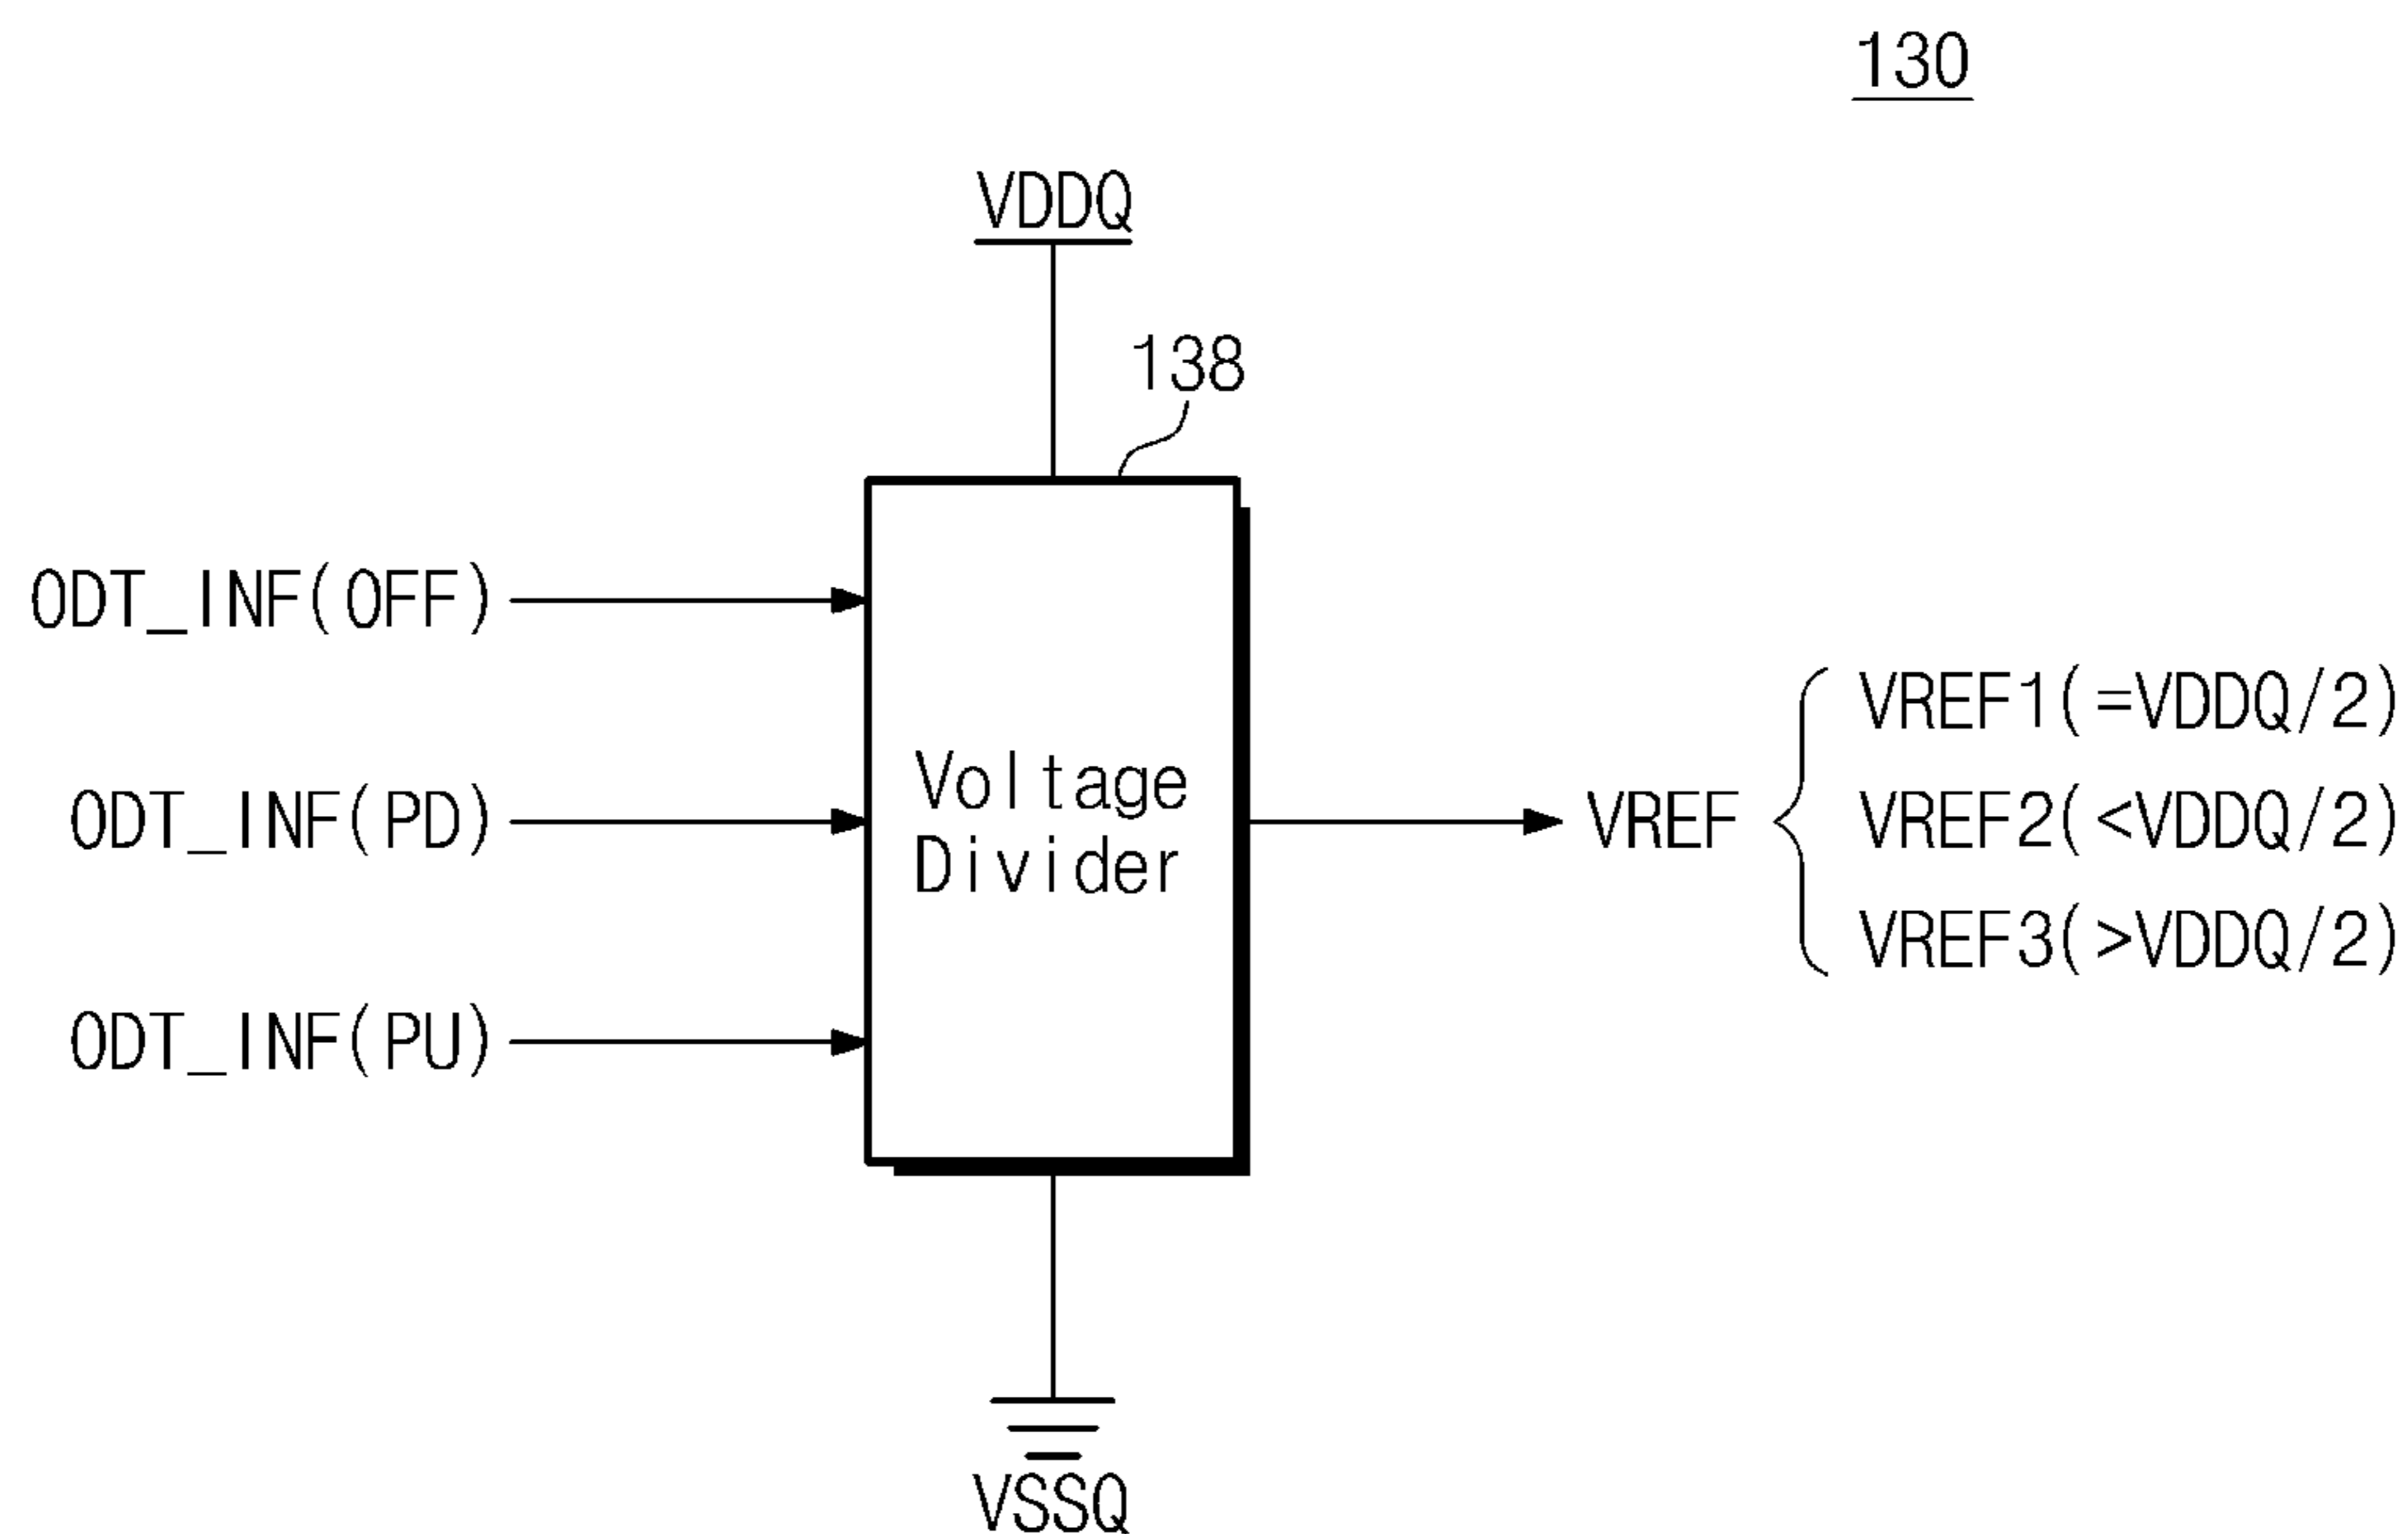 130
VDDQ
138
ODT_INF(OFF)
ODT_INF(PD)
ODT_INF(PU)
Voltage
Divider
VREF
VREF1(=VDDQ/2)
VREF2(<VDDQ/2)
VREF3(>VDDQ/2)
VSSQ